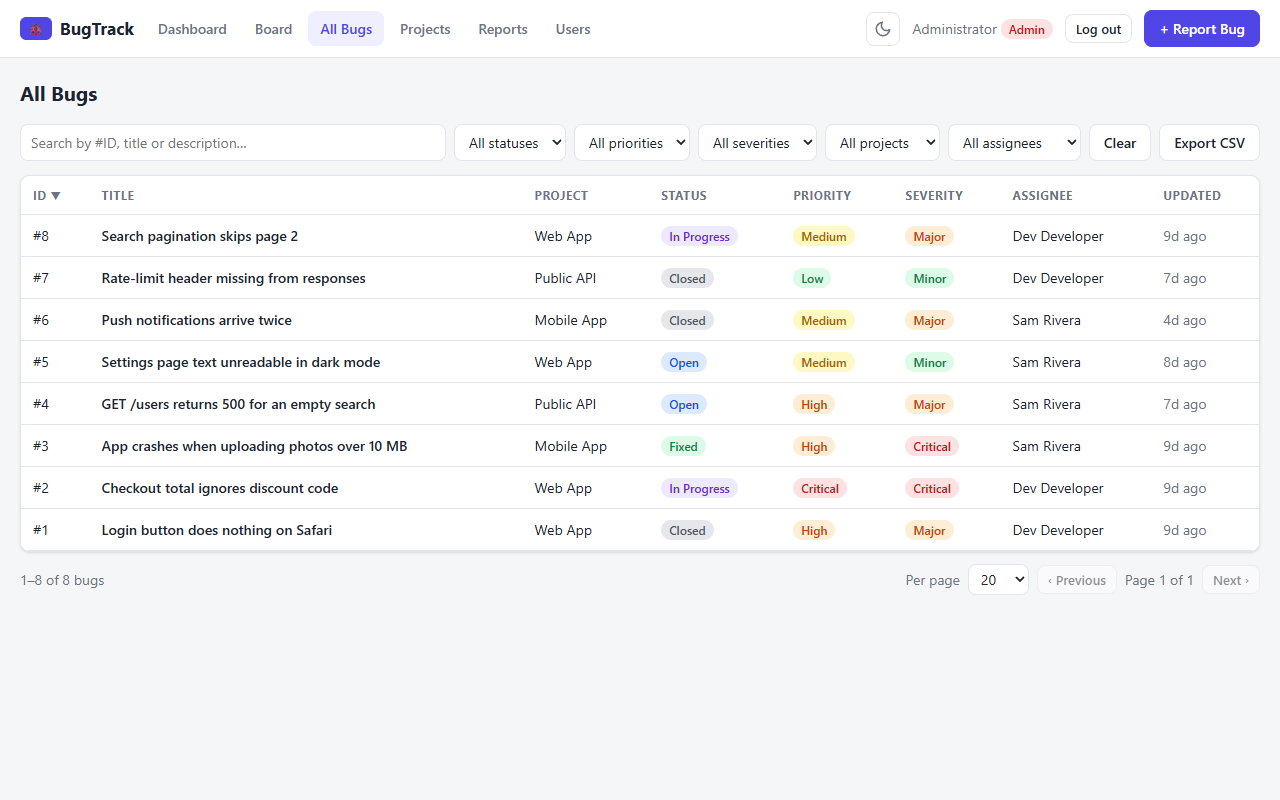 BugTrack Dashboard Board All Bugs Projects Reports Users Administrator Admin Log out + Report Bug
All Bugs
Search by #ID, title or description... All statuses All priorities All severities All projects All assignees Clear Export CSV
ID ▼ TITLE PROJECT STATUS PRIORITY SEVERITY ASSIGNEE UPDATED
#8 Search pagination skips page 2 Web App In Progress Medium Major Dev Developer 9d ago
#7 Rate-limit header missing from responses Public API Closed Low Minor Dev Developer 7d ago
#6 Push notifications arrive twice Mobile App Closed Medium Major Sam Rivera 4d ago
#5 Settings page text unreadable in dark mode Web App Open Medium Minor Sam Rivera 8d ago
#4 GET /users returns 500 for an empty search Public API Open High Major Sam Rivera 7d ago
#3 App crashes when uploading photos over 10 MB Mobile App Fixed High Critical Sam Rivera 9d ago
#2 Checkout total ignores discount code Web App In Progress Critical Critical Dev Developer 9d ago
#1 Login button does nothing on Safari Web App Closed High Major Dev Developer 9d ago
1–8 of 8 bugs Per page 20 ‹ Previous Page 1 of 1 Next ›